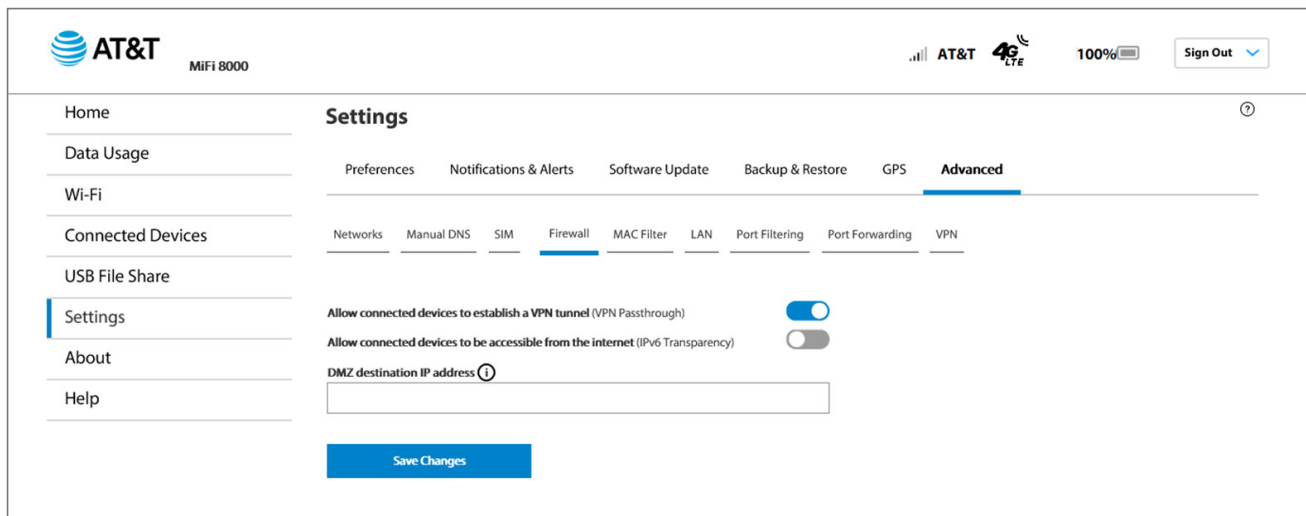 AT&T
MiFi 8000
AT&T 4G LTE 100% Sign Out
Home
Data Usage
Wi-Fi
Connected Devices
USB File Share
Settings
About
Help
Settings
?
Preferences Notifications & Alerts Software Update Backup & Restore GPS Advanced
Networks Manual DNS SIM Firewall MAC Filter LAN Port Filtering Port Forwarding VPN
Allow connected devices to establish a VPN tunnel (VPN Passthrough)
Allow connected devices to be accessible from the internet (IPv6 Transparency)
DMZ destination IP address i
Save Changes